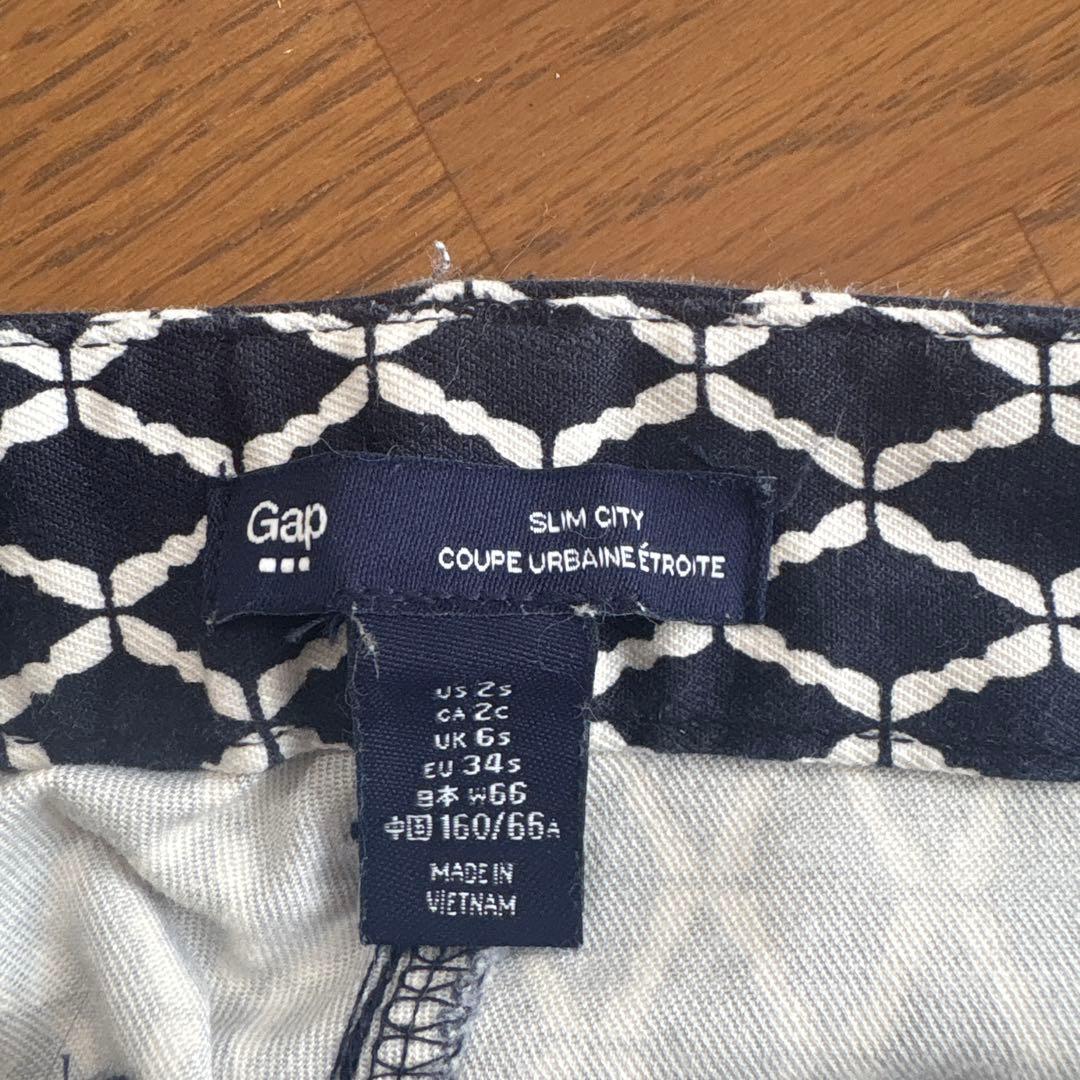 Gap
SLIM CITY
COUPE URBAINE ÉTROITE
US 2s
CA 2C
UK 6s
EU 34s
日本 W66
中国 160/66A
MADE IN
VIETNAM